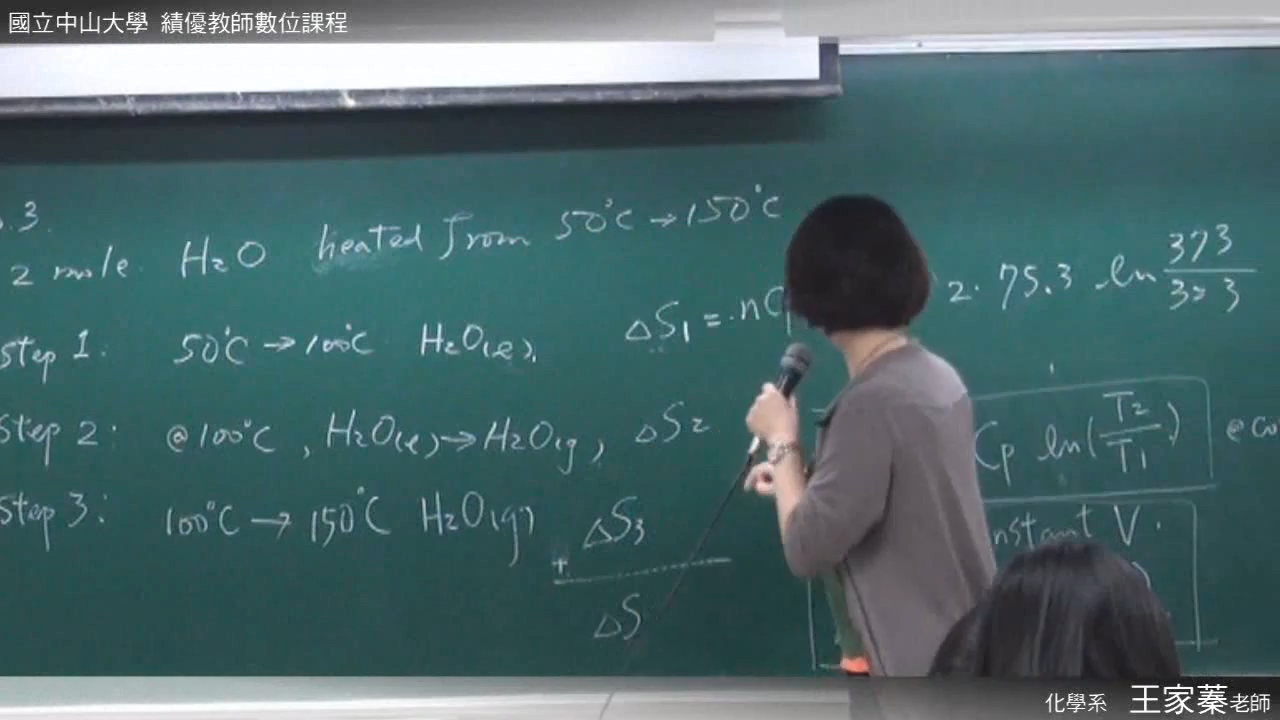 國立中山大學 績優教師數位課程
.3.
2 mole H₂O heated from 50°C → 150°C
Step 1: 50°C → 100°C H₂O(l). ΔS₁ = nCp 2. 75.3 ln 373/323
Step 2: @100°C, H₂O(l) → H₂O(g), ΔS₂
Cp ln(T₂/T₁) @ co
Step 3: 100°C → 150°C H₂O(g) ΔS₃
nstant V.
+
ΔS
化學系 王家蓁老師